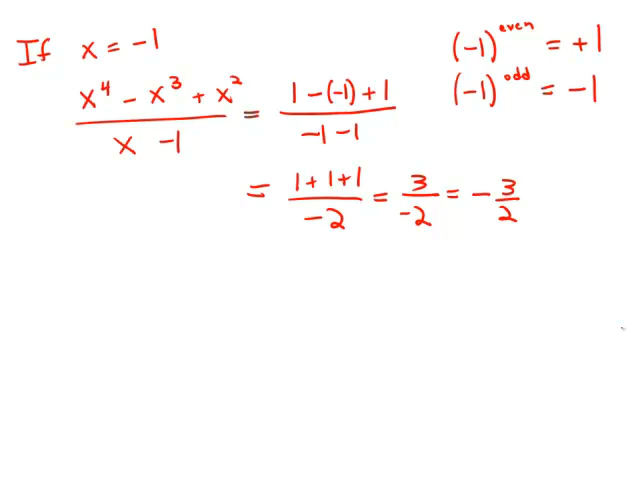 If x = -1
(-1)^even = +1
(-1)^odd = -1
(x^4 - x^3 + x^2)/(x - 1) = (1 - (-1) + 1)/(-1 - 1)
= (1 + 1 + 1)/(-2) = 3/(-2) = - 3/2